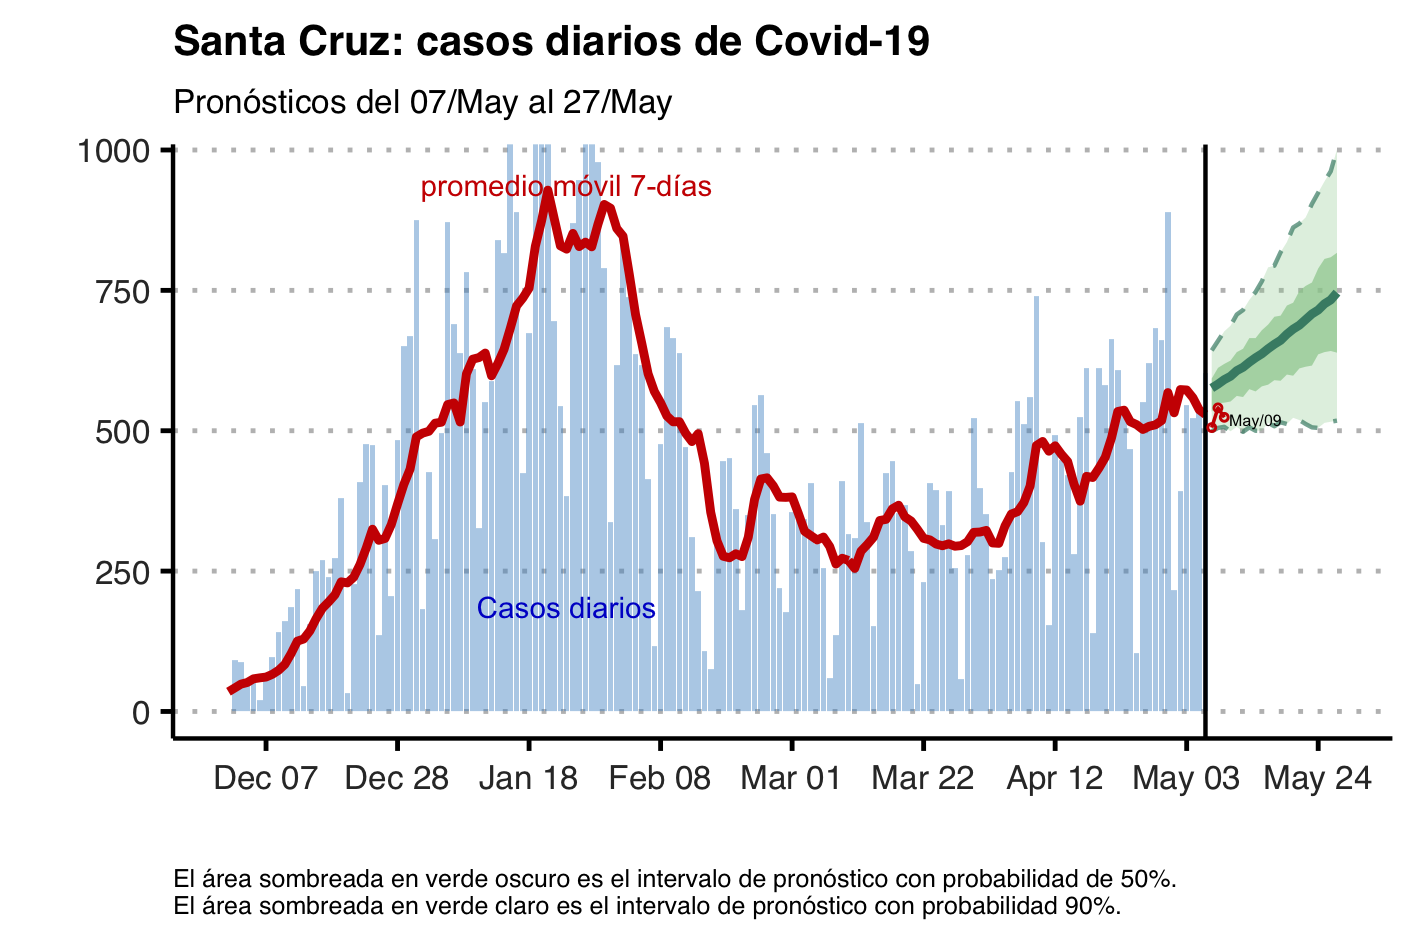 Santa Cruz: casos diarios de Covid-19
Pronósticos del 07/May al 27/May
1000
750
500
250
0
promedio móvil 7-días
Casos diarios
May/09
Dec 07
Dec 28
Jan 18
Feb 08
Mar 01
Mar 22
Apr 12
May 03
May 24
El área sombreada en verde oscuro es el intervalo de pronóstico con probabilidad de 50%.
El área sombreada en verde claro es el intervalo de pronóstico con probabilidad 90%.